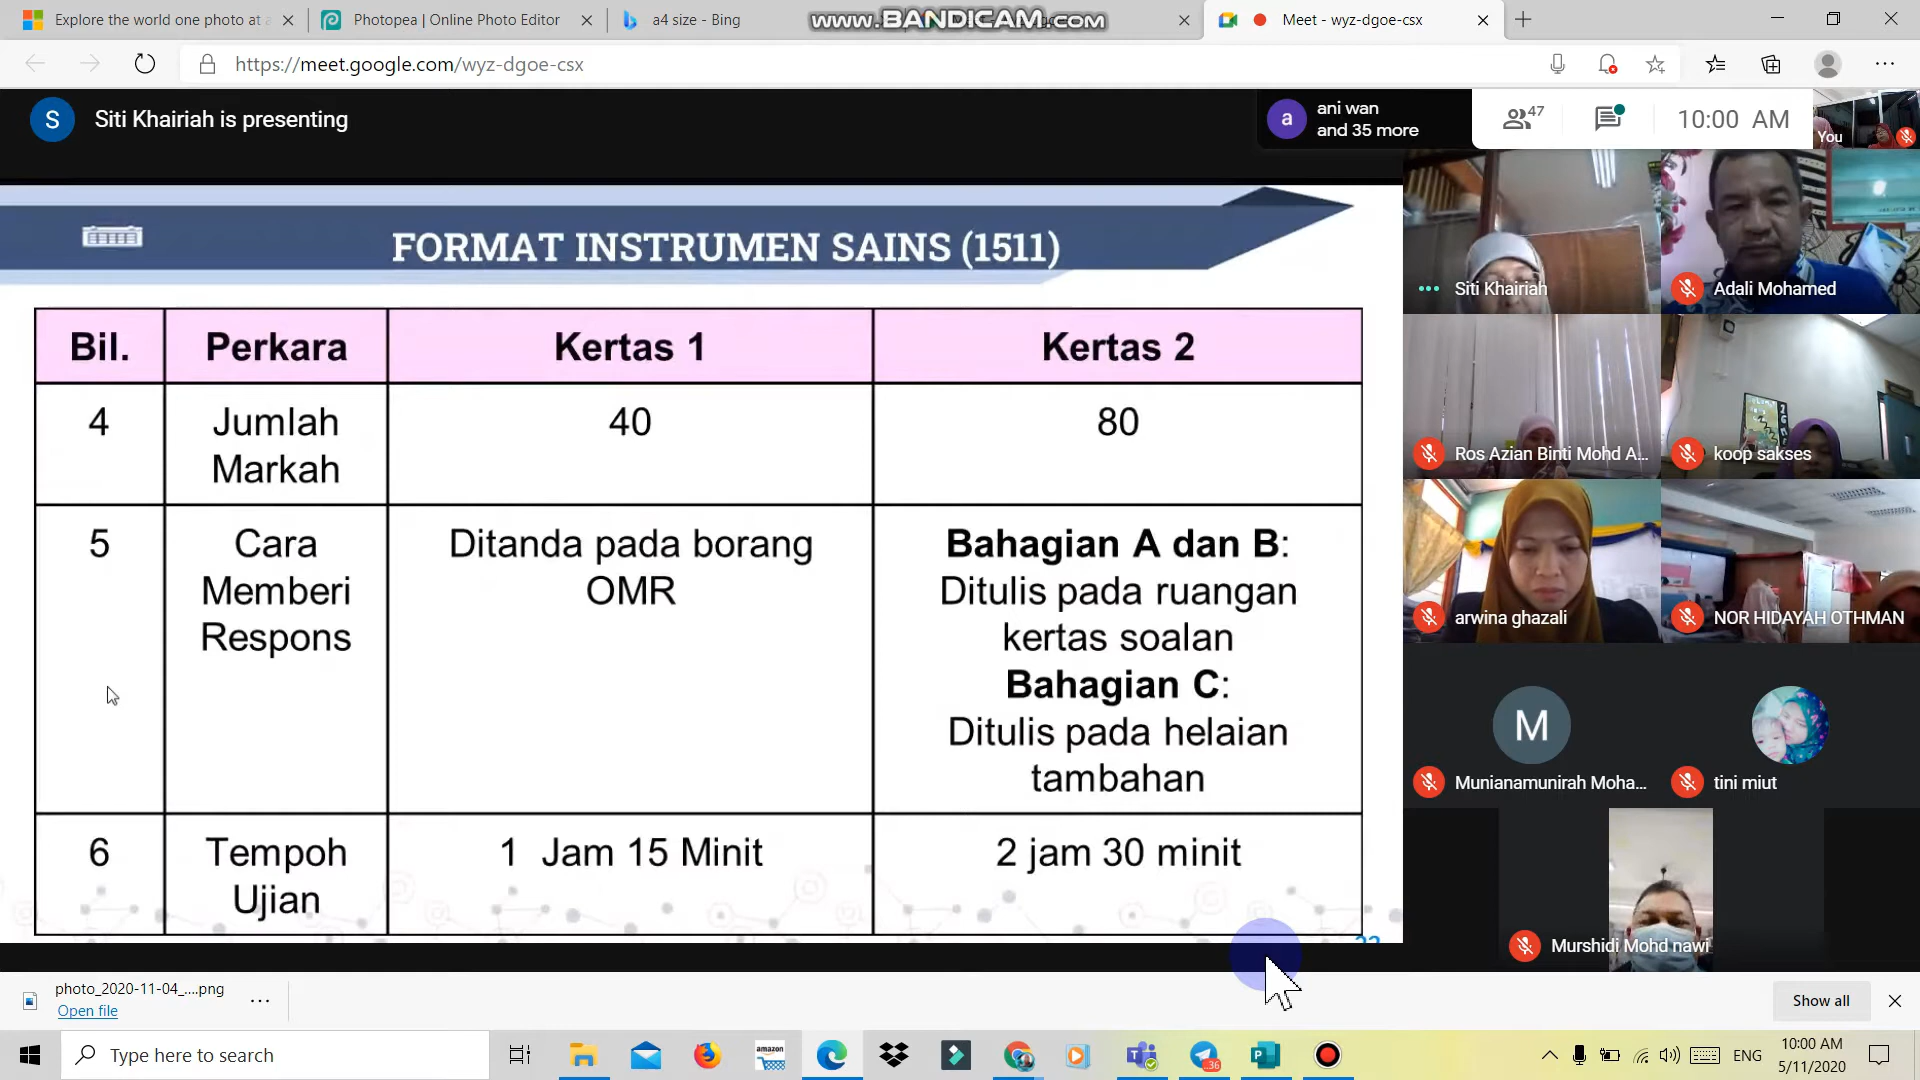 Explore the world one photo at a
Photopea | Online Photo Editor
a4 size - Bing
www.BANDICAM.com
Meet - wyz-dgoe-csx
https://meet.google.com/wyz-dgoe-csx
S
Siti Khairiah is presenting
a
ani wan
and 35 more
47
10:00 AM
You
FORMAT INSTRUMEN SAINS (1511)
Bil.
Perkara
Kertas 1
Kertas 2
4
Jumlah
Markah
40
80
5
Cara
Memberi
Respons
Ditanda pada borang
OMR
Bahagian A dan B:
Ditulis pada ruangan
kertas soalan
Bahagian C:
Ditulis pada helaian
tambahan
6
Tempoh
Ujian
1 Jam 15 Minit
2 jam 30 minit
Siti Khairiah
Adali Mohamed
Ros Azian Binti Mohd A...
koop sakses
arwina ghazali
NOR HIDAYAH OTHMAN
M
Munianamunirah Moha...
tini miut
Murshidi Mohd nawi
photo_2020-11-04_....png
Open file
Show all
Type here to search
amazon
36
ENG
10:00 AM
5/11/2020